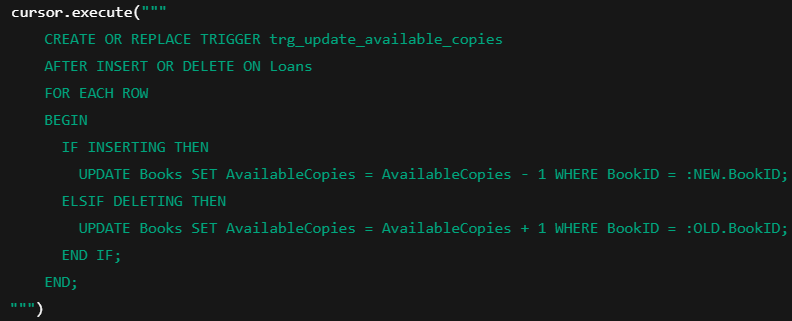 cursor.execute("""
    CREATE OR REPLACE TRIGGER trg_update_available_copies
    AFTER INSERT OR DELETE ON Loans
    FOR EACH ROW
    BEGIN
      IF INSERTING THEN
        UPDATE Books SET AvailableCopies = AvailableCopies - 1 WHERE BookID = :NEW.BookID;
      ELSIF DELETING THEN
        UPDATE Books SET AvailableCopies = AvailableCopies + 1 WHERE BookID = :OLD.BookID;
      END IF;
    END;
""")